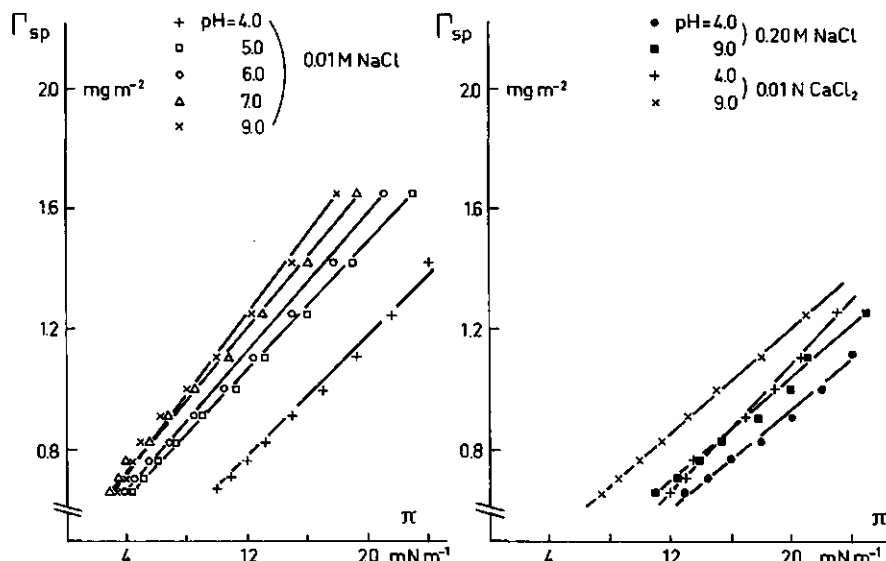 Γsp
pH=4.0
5.0
6.0
7.0
9.0
0.01 M NaCl
mg m⁻²
2.0
1.6
1.2
0.8
4
12
20
π
mN m⁻¹
Γsp
pH=4.0
9.0
0.20 M NaCl
4.0
9.0
0.01 N CaCl₂
mg m⁻²
2.0
1.6
1.2
0.8
4
12
20
π
mN m⁻¹